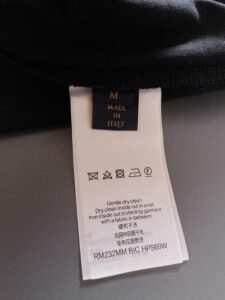 M
MADE
IN
ITALY
Gentle dry clean
Dry clean inside out in a net
Iron inside out protecting garment
with a fabric in between
RM232MM BIC HPS69W